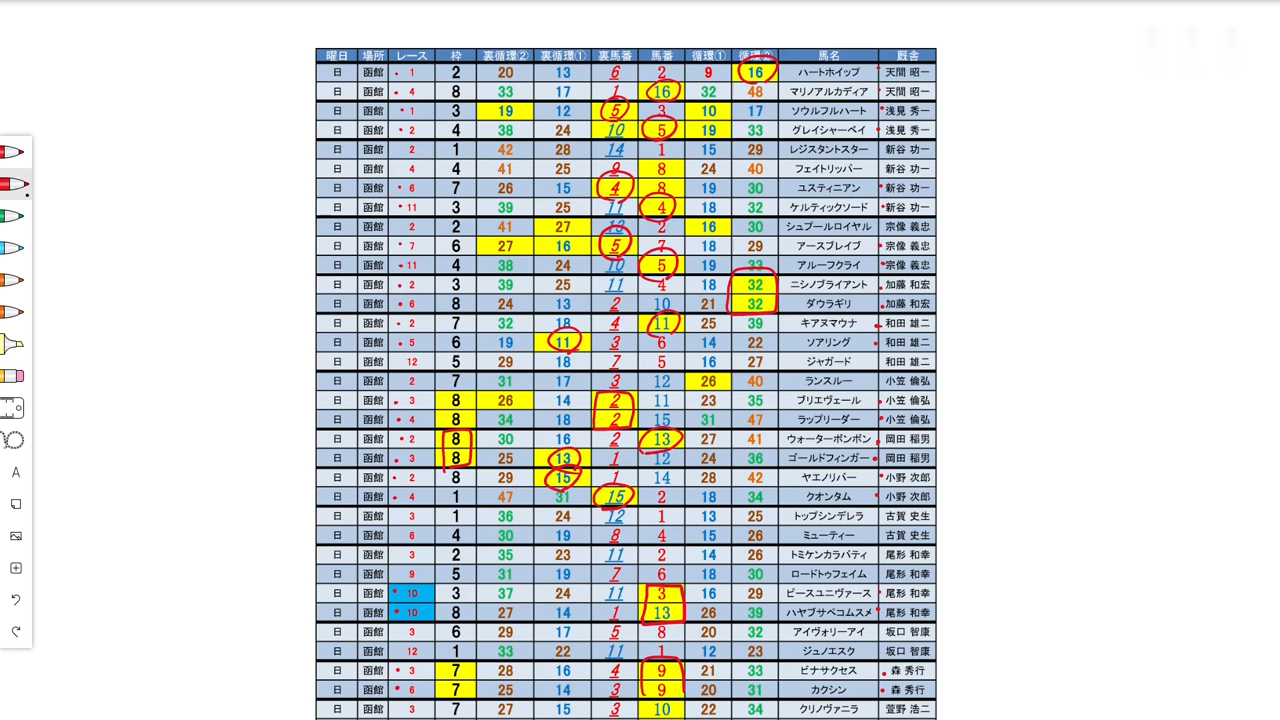 曜日 場所 レース 枠 裏循環② 裏循環① 裏馬番 馬番 循環① 循環② 馬名 厩舎
日 函館 1 2 20 13 6 2 9 16 ハートホイップ 天間 昭一
日 函館 4 8 33 17 1 16 32 48 マリノアルカディア 天間 昭一
日 函館 1 3 19 12 5 3 10 17 ソウルフルハート 浅見 秀一
日 函館 2 4 38 24 10 5 19 33 グレイシャーベイ 浅見 秀一
日 函館 2 1 42 28 14 1 15 29 レジスタントスター 新谷 功一
日 函館 4 4 41 25 9 8 24 40 フェイトリッパー 新谷 功一
日 函館 6 7 26 15 4 8 19 30 ユスティニアン 新谷 功一
日 函館 11 3 39 25 11 4 18 32 ケルティックソード 新谷 功一
日 函館 2 2 41 27 13 2 16 30 シュプールロイヤル 宗像 義忠
日 函館 7 6 27 16 5 7 18 29 アースブレイブ 宗像 義忠
日 函館 11 4 38 24 10 5 19 33 アルーフクライ 宗像 義忠
日 函館 2 3 39 25 11 4 18 32 ニシノブライアント 加藤 和宏
日 函館 6 8 24 13 2 10 21 32 ダウラギリ 加藤 和宏
日 函館 2 7 32 18 4 11 25 39 キアヌマウナ 和田 雄二
日 函館 5 6 19 11 3 6 14 22 ソアリング 和田 雄二
日 函館 12 5 29 18 7 5 16 27 ジャガード 和田 雄二
日 函館 2 7 31 17 3 12 26 40 ランスルー 小笠 倫弘
日 函館 3 8 26 14 2 11 23 35 ブリエヴェール 小笠 倫弘
日 函館 4 8 34 18 2 15 31 47 ラップリーダー 小笠 倫弘
日 函館 2 8 30 16 2 13 27 41 ウォーターポンポン 岡田 稲男
日 函館 3 8 25 13 1 12 24 36 ゴールドフィンガー 岡田 稲男
日 函館 2 8 29 15 1 14 28 42 ヤエノリバー 小野 次郎
日 函館 4 1 47 31 15 2 18 34 クオンタム 小野 次郎
日 函館 3 1 36 24 12 1 13 25 トップシンデレラ 古賀 史生
日 函館 6 4 30 19 8 4 15 26 ミューティー 古賀 史生
日 函館 3 2 35 23 11 2 14 26 トミケンカラバティ 尾形 和幸
日 函館 9 5 31 19 7 6 18 30 ロードトゥフェイム 尾形 和幸
日 函館 10 3 37 24 11 3 16 29 ピースユニヴァース 尾形 和幸
日 函館 10 8 27 14 1 13 26 39 ハヤブサペコムスメ 尾形 和幸
日 函館 3 6 29 17 5 8 20 32 アイヴォリーアイ 坂口 智康
日 函館 12 1 33 22 11 1 12 23 ジュノエスク 坂口 智康
日 函館 3 7 28 16 4 9 21 33 ビナサクセス 森 秀行
日 函館 6 7 25 14 3 9 20 31 カクシン 森 秀行
日 函館 3 7 27 15 3 10 22 34 クリノヴァニラ 萱野 浩二